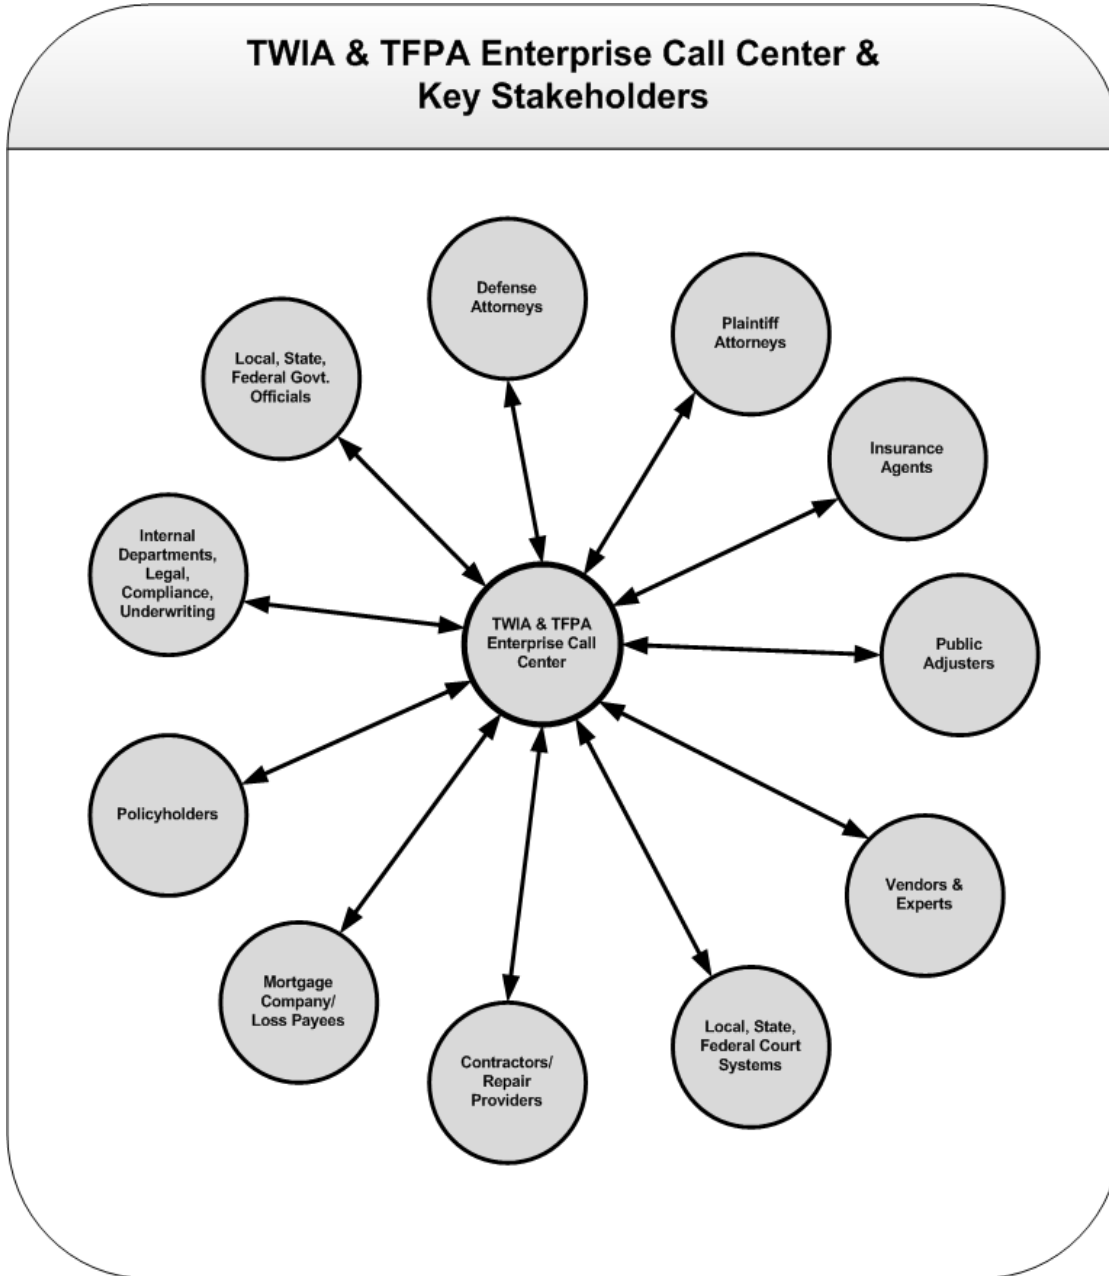 TWIA & TFPA Enterprise Call Center &
Key Stakeholders
Defense
Attorneys
Plaintiff
Attorneys
Insurance
Agents
Public
Adjusters
Vendors &
Experts
Local, State,
Federal Court
Systems
Contractors/
Repair
Providers
Mortgage
Company/
Loss Payees
Policyholders
Internal
Departments,
Legal,
Compliance,
Underwriting
Local, State,
Federal Govt.
Officials
TWIA & TFPA
Enterprise Call
Center